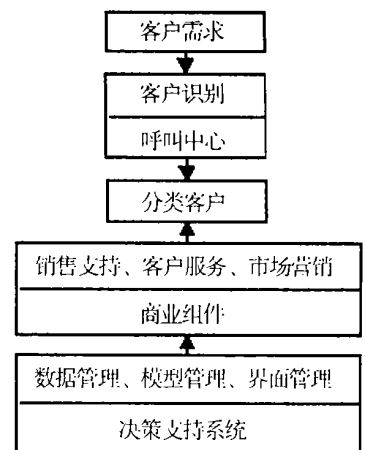 客户需求
客户识别
呼叫中心
分类客户
销售支持、客户服务、市场营销
商业组件
数据管理、模型管理、界面管理
决策支持系统